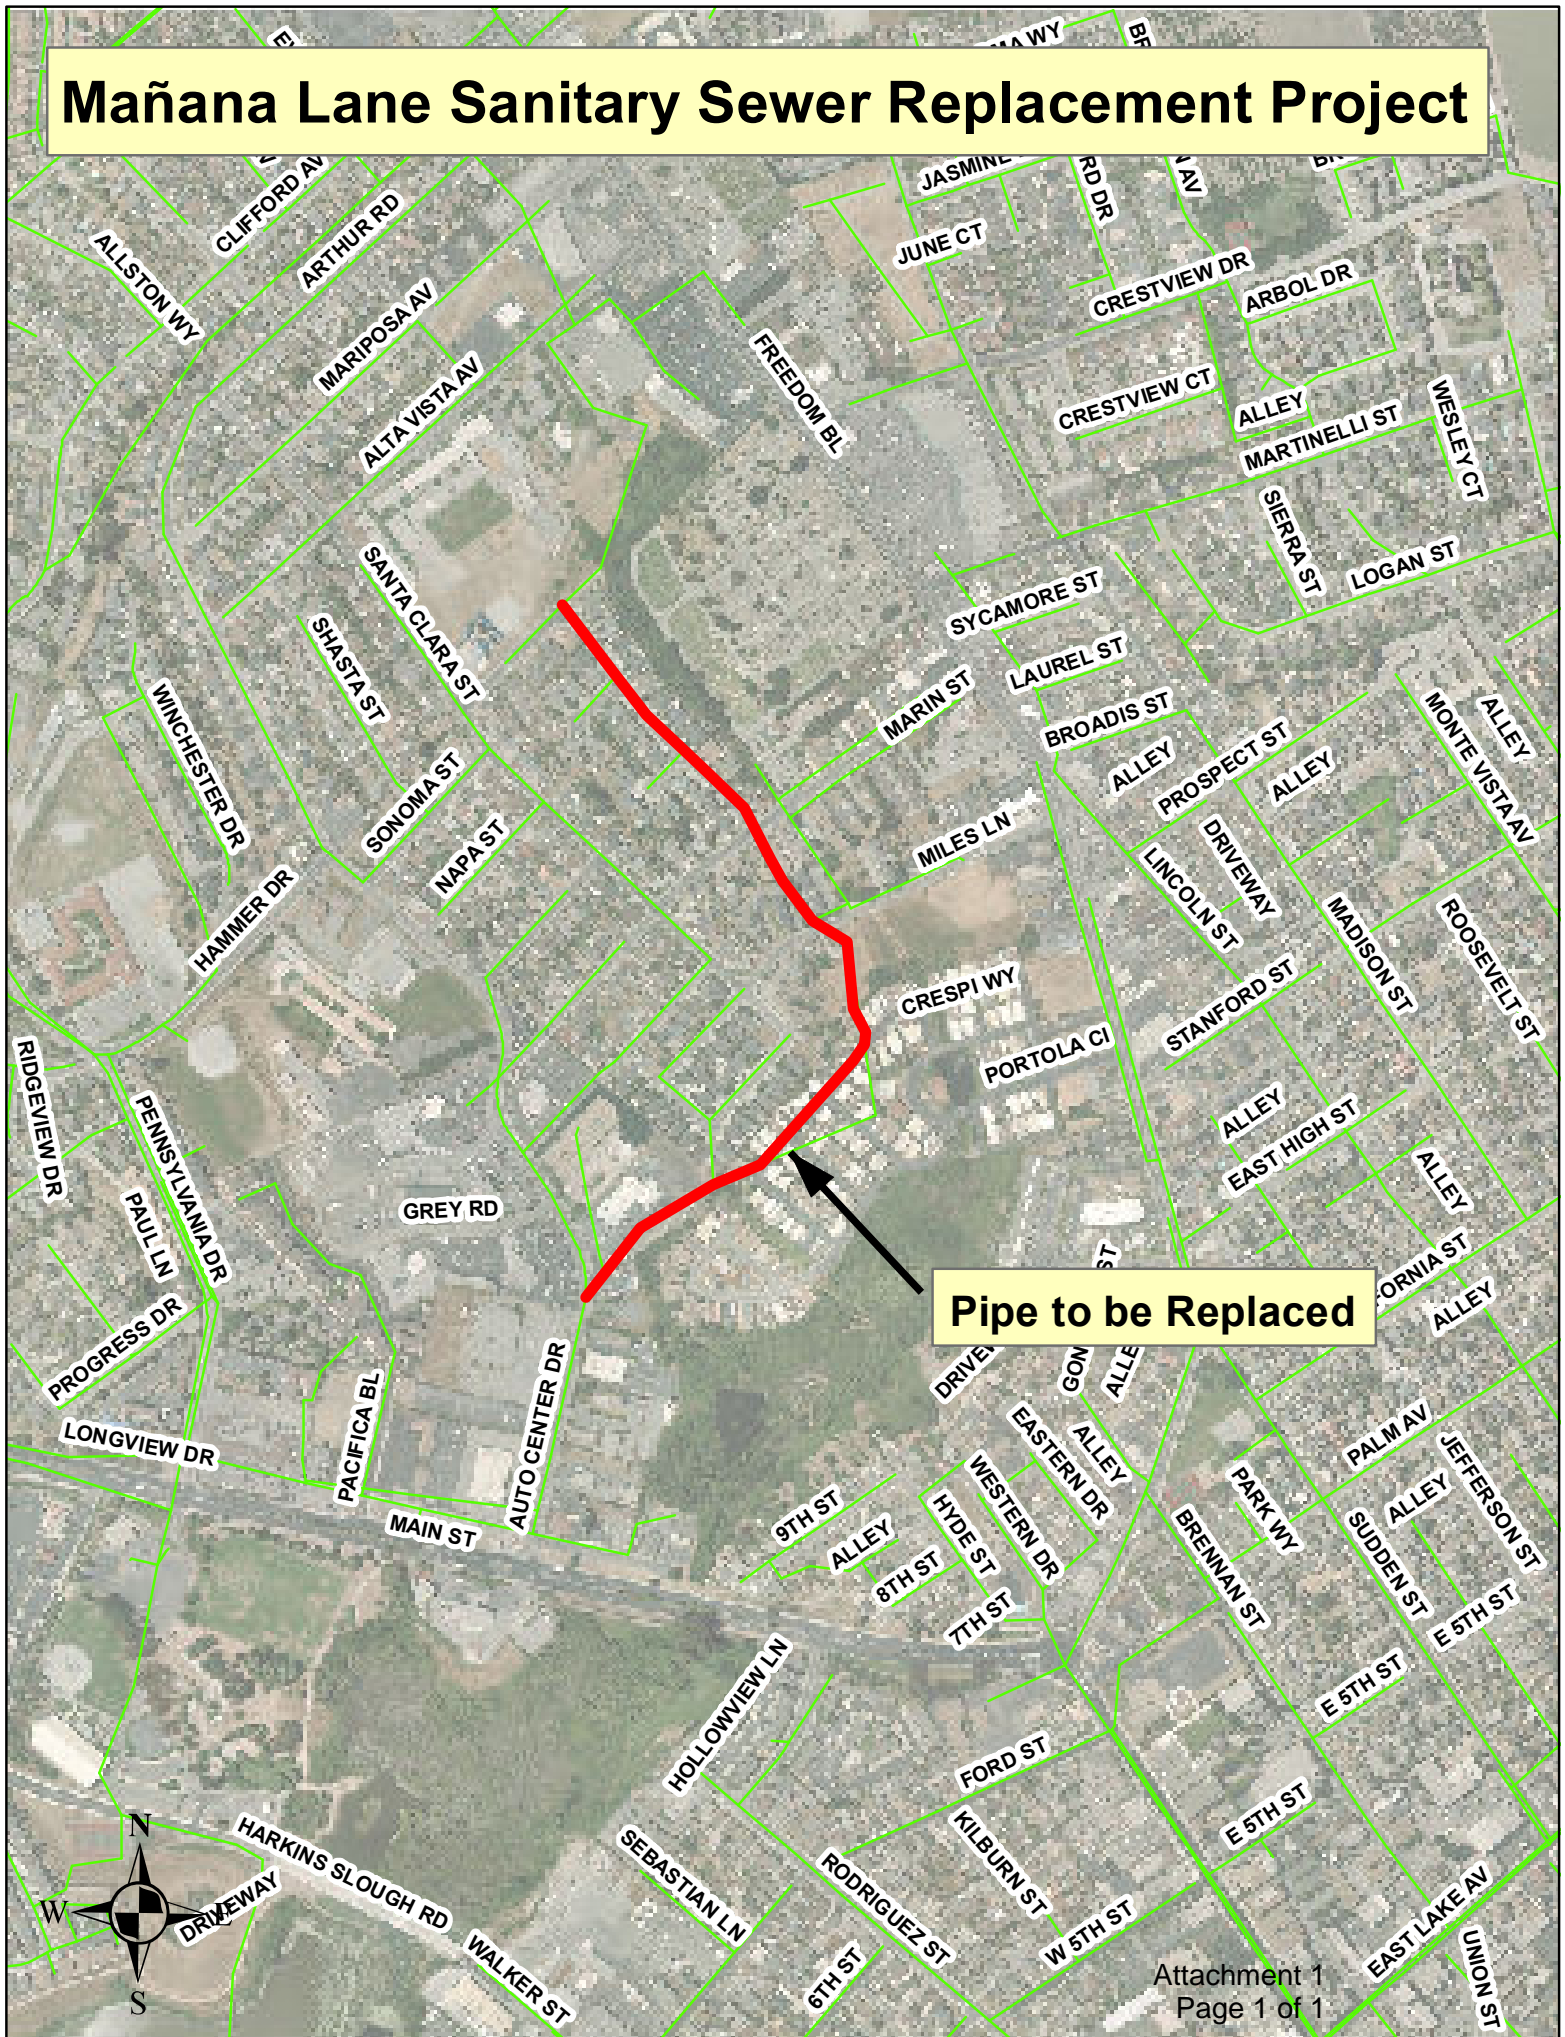 Mañana Lane Sanitary Sewer Replacement Project
CLIFFORD AV
ARTHUR RD
ALLSTON WY
MARIPOSA AV
ALTA VISTA AV
FREEDOM BL
JASMINE
JUNE CT
RD DR
CRESTVIEW DR
ARBOL DR
CRESTVIEW CT
ALLEY
MARTINELLI ST
WESLEY CT
SIERRA ST
LOGAN ST
SANTA CLARA ST
SHASTA ST
SYCAMORE ST
LAUREL ST
MARIN ST
BROADIS ST
ALLEY
PROSPECT ST
ALLEY
MONTE VISTA AV
ALLEY
WINCHESTER DR
SONOMA ST
NAPA ST
HAMMER DR
MILES LN
LINCOLN ST
DRIVEWAY
MADISON ST
ROOSEVELT ST
CRESPI WY
STANFORD ST
PORTOLA CI
RIDGEVIEW DR
PENNSYLVANIA DR
PAUL LN
GREY RD
ALLEY
EAST HIGH ST
ALLEY
PROGRESS DR
Pipe to be Replaced
ST
FORNIA ST
ALLEY
LONGVIEW DR
PACIFICA BL
AUTO CENTER DR
MAIN ST
EASTERN DR
ALLEY
WESTERN DR
HYDE ST
9TH ST
ALLEY
8TH ST
7TH ST
PALM AV
JEFFERSON ST
ALLEY
PARK WY
BRENNAN ST
SUDDEN ST
E 5TH ST
E 5TH ST
E 5TH ST
HOLLOWVIEW LN
FORD ST
KILBURN ST
SEBASTIAN LN
RODRIGUEZ ST
W 5TH ST
6TH ST
EAST LAKE AV
UNION ST
HARKINS SLOUGH RD
DRIVEWAY
WALKER ST
N
W
E
S
Attachment 1
Page 1 of 1